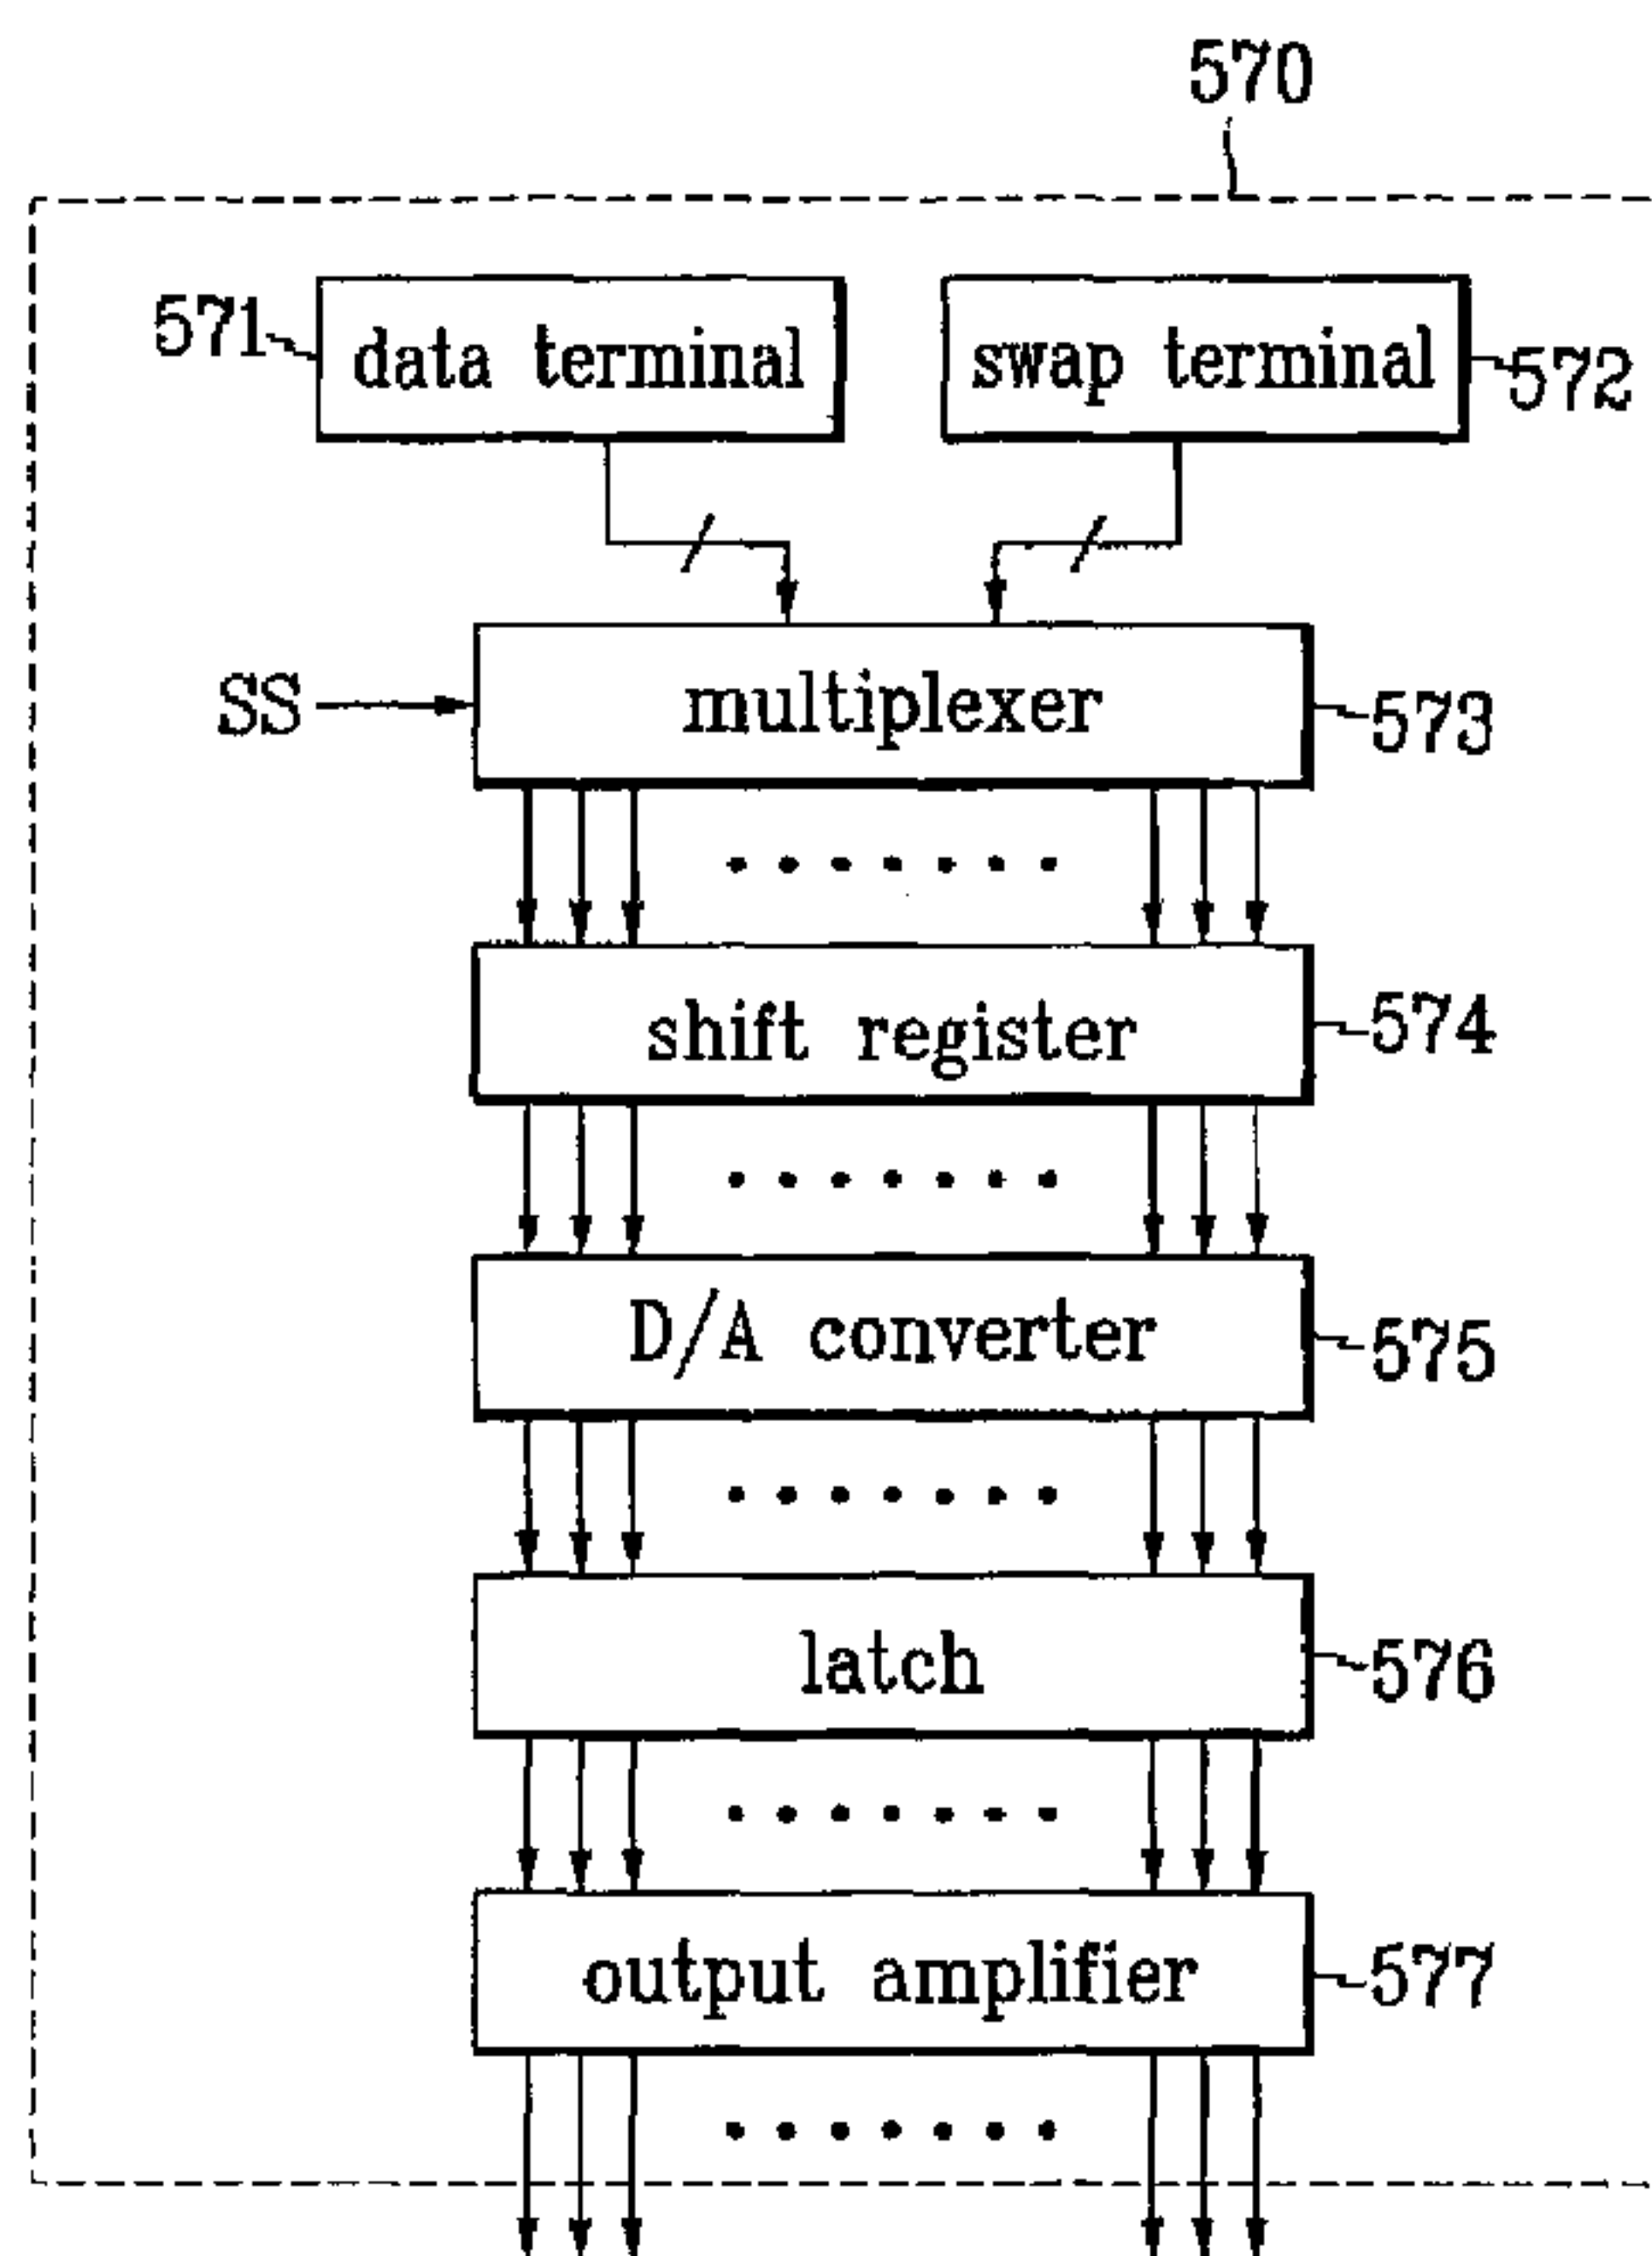 570
571
data terminal
swap terminal
572
SS
multiplexer
573
shift register
574
D/A converter
575
latch
576
output amplifier
577